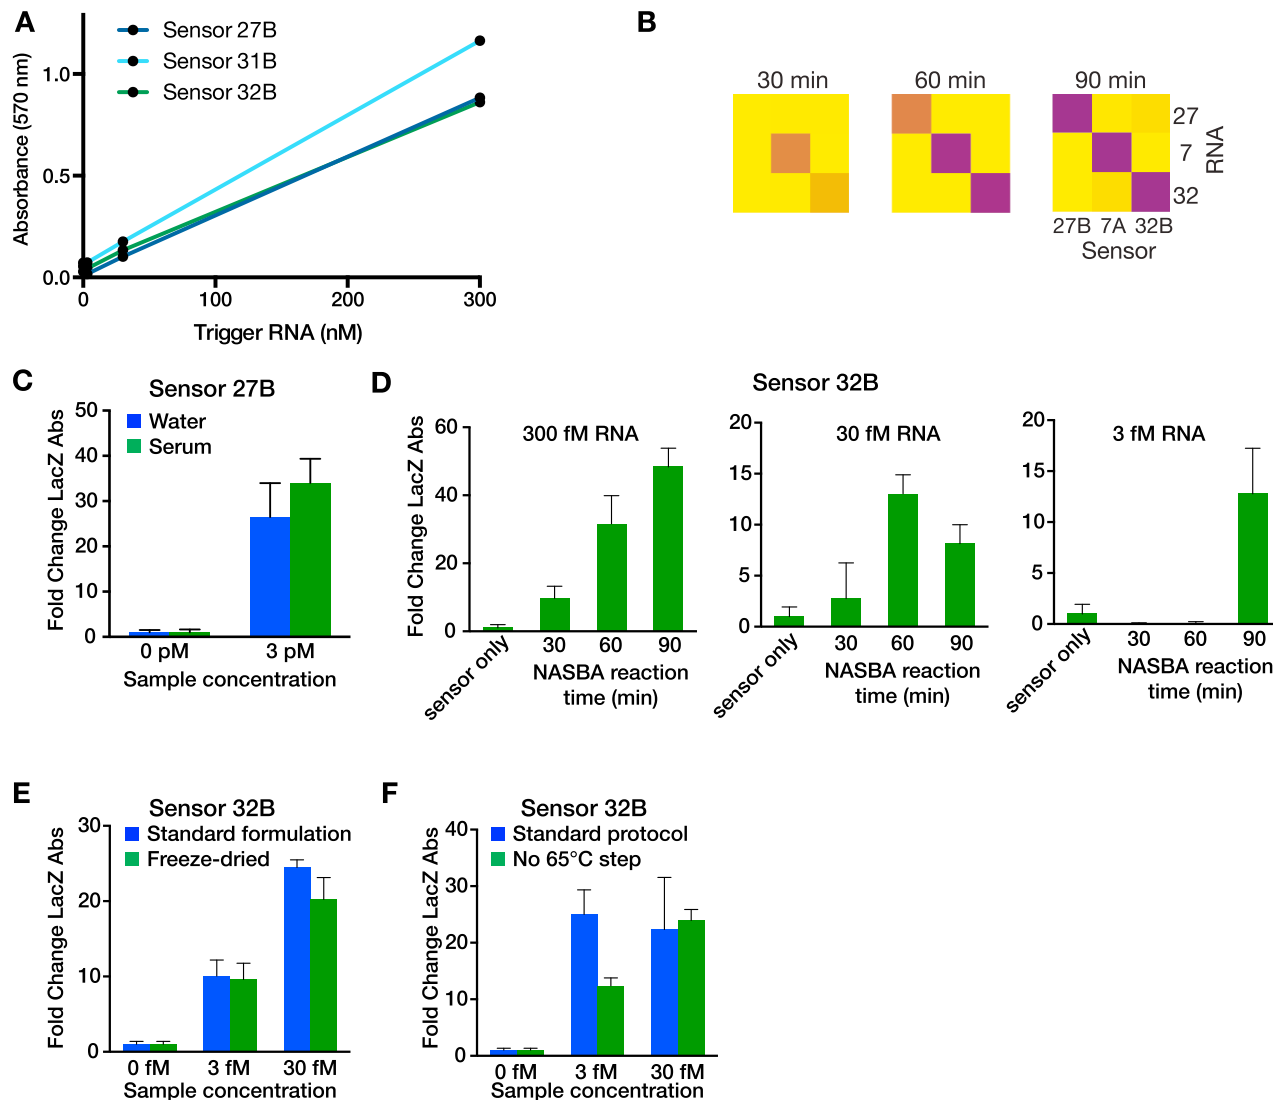 A
Sensor 27B
Sensor 31B
Sensor 32B
Absorbance (570 nm)
1.0
0.5
0.0
0
100
200
300
Trigger RNA (nM)
B
30 min
60 min
90 min
27
7
32
RNA
27B 7A 32B
Sensor
C
Sensor 27B
Water
Serum
Fold Change LacZ Abs
50
40
30
20
10
0
0 pM
3 pM
Sample concentration
D
Sensor 32B
Fold Change LacZ Abs
300 fM RNA
60
40
20
0
sensor only
30
60
90
NASBA reaction
time (min)
30 fM RNA
20
15
10
5
0
sensor only
30
60
90
NASBA reaction
time (min)
3 fM RNA
20
15
10
5
0
sensor only
30
60
90
NASBA reaction
time (min)
E
Sensor 32B
Standard formulation
Freeze-dried
Fold Change LacZ Abs
30
20
10
0
0 fM
3 fM
30 fM
Sample concentration
F
Sensor 32B
Standard protocol
No 65°C step
Fold Change LacZ Abs
40
30
20
10
0
0 fM
3 fM
30 fM
Sample concentration